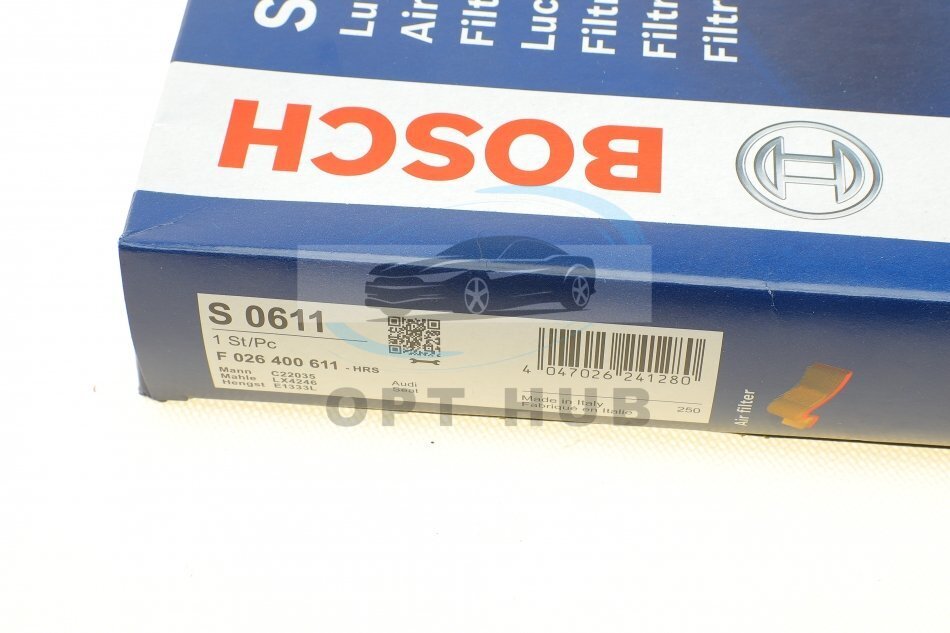 S
Lu
Air
Filt
Luc
Filtr
Filtr
Filtr
BOSCH
S 0611
1 St/Pc
F 026 400 611 - HRS
Mann C22035
Mahle LX4246
Hengst E1333L
Audi
Seat
4 047026 241280
Made in Italy
Fabriqué en Italie
250
Air filter
OPT HUB